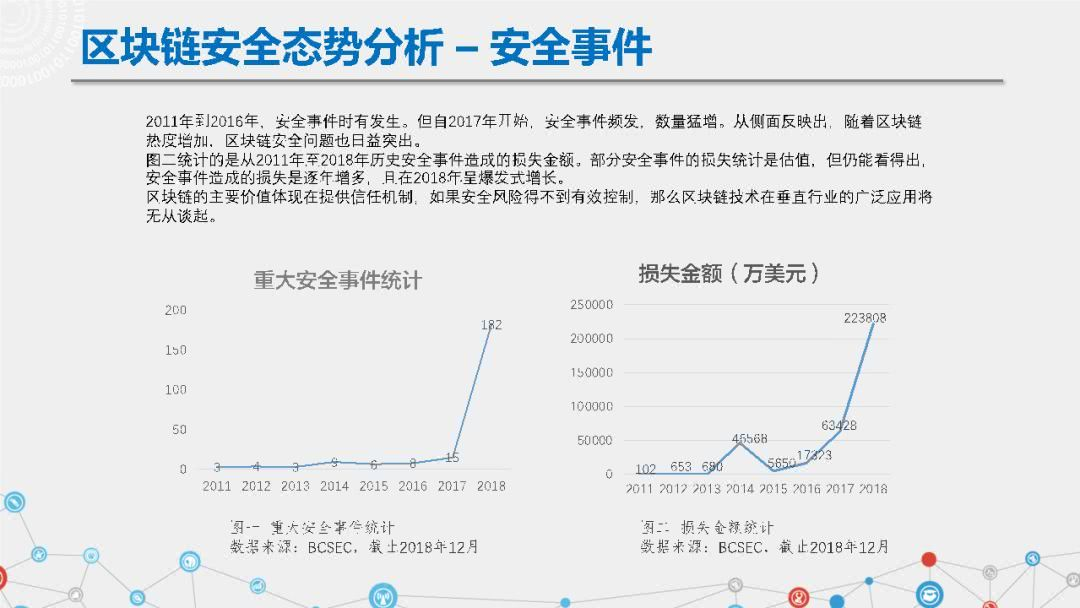 区块链安全态势分析 – 安全事件
2011年到2016年，安全事件时有发生。但自2017年开始，安全事件频发，数量猛增。从侧面反映出，随着区块链
热度增加，区块链安全问题也日益突出。
图二统计的是从2011年至2018年历史安全事件造成的损失金额。部分安全事件的损失统计是估值，但仍能看得出，
安全事件造成的损失是逐年增多，且在2018年呈爆发式增长。
区块链的主要价值体现在提供信任机制，如果安全风险得不到有效控制，那么区块链技术在垂直行业的广泛应用将
无从谈起。
重大安全事件统计
200
150
100
50
0
3 4 3 9 6 8 15 182
2011 2012 2013 2014 2015 2016 2017 2018
图一 重大安全事件统计
数据来源：BCSEC，截止2018年12月
损失金额（万美元）
250000
200000
150000
100000
50000
0
102 653 680 5650 17323 63428 223803
2011 2012 2013 2014 2015 2016 2017 2018
图二 损失金额统计
数据来源：BCSEC，截止2018年12月